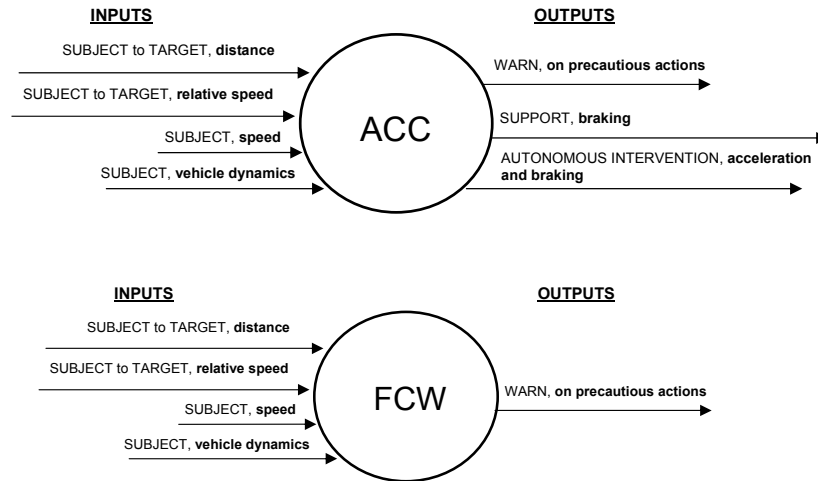 INPUTS
OUTPUTS
SUBJECT to TARGET, distance
SUBJECT to TARGET, relative speed
SUBJECT, speed
SUBJECT, vehicle dynamics
ACC
WARN, on precautious actions
SUPPORT, braking
AUTONOMOUS INTERVENTION, acceleration
and braking
INPUTS
OUTPUTS
SUBJECT to TARGET, distance
SUBJECT to TARGET, relative speed
SUBJECT, speed
SUBJECT, vehicle dynamics
FCW
WARN, on precautious actions